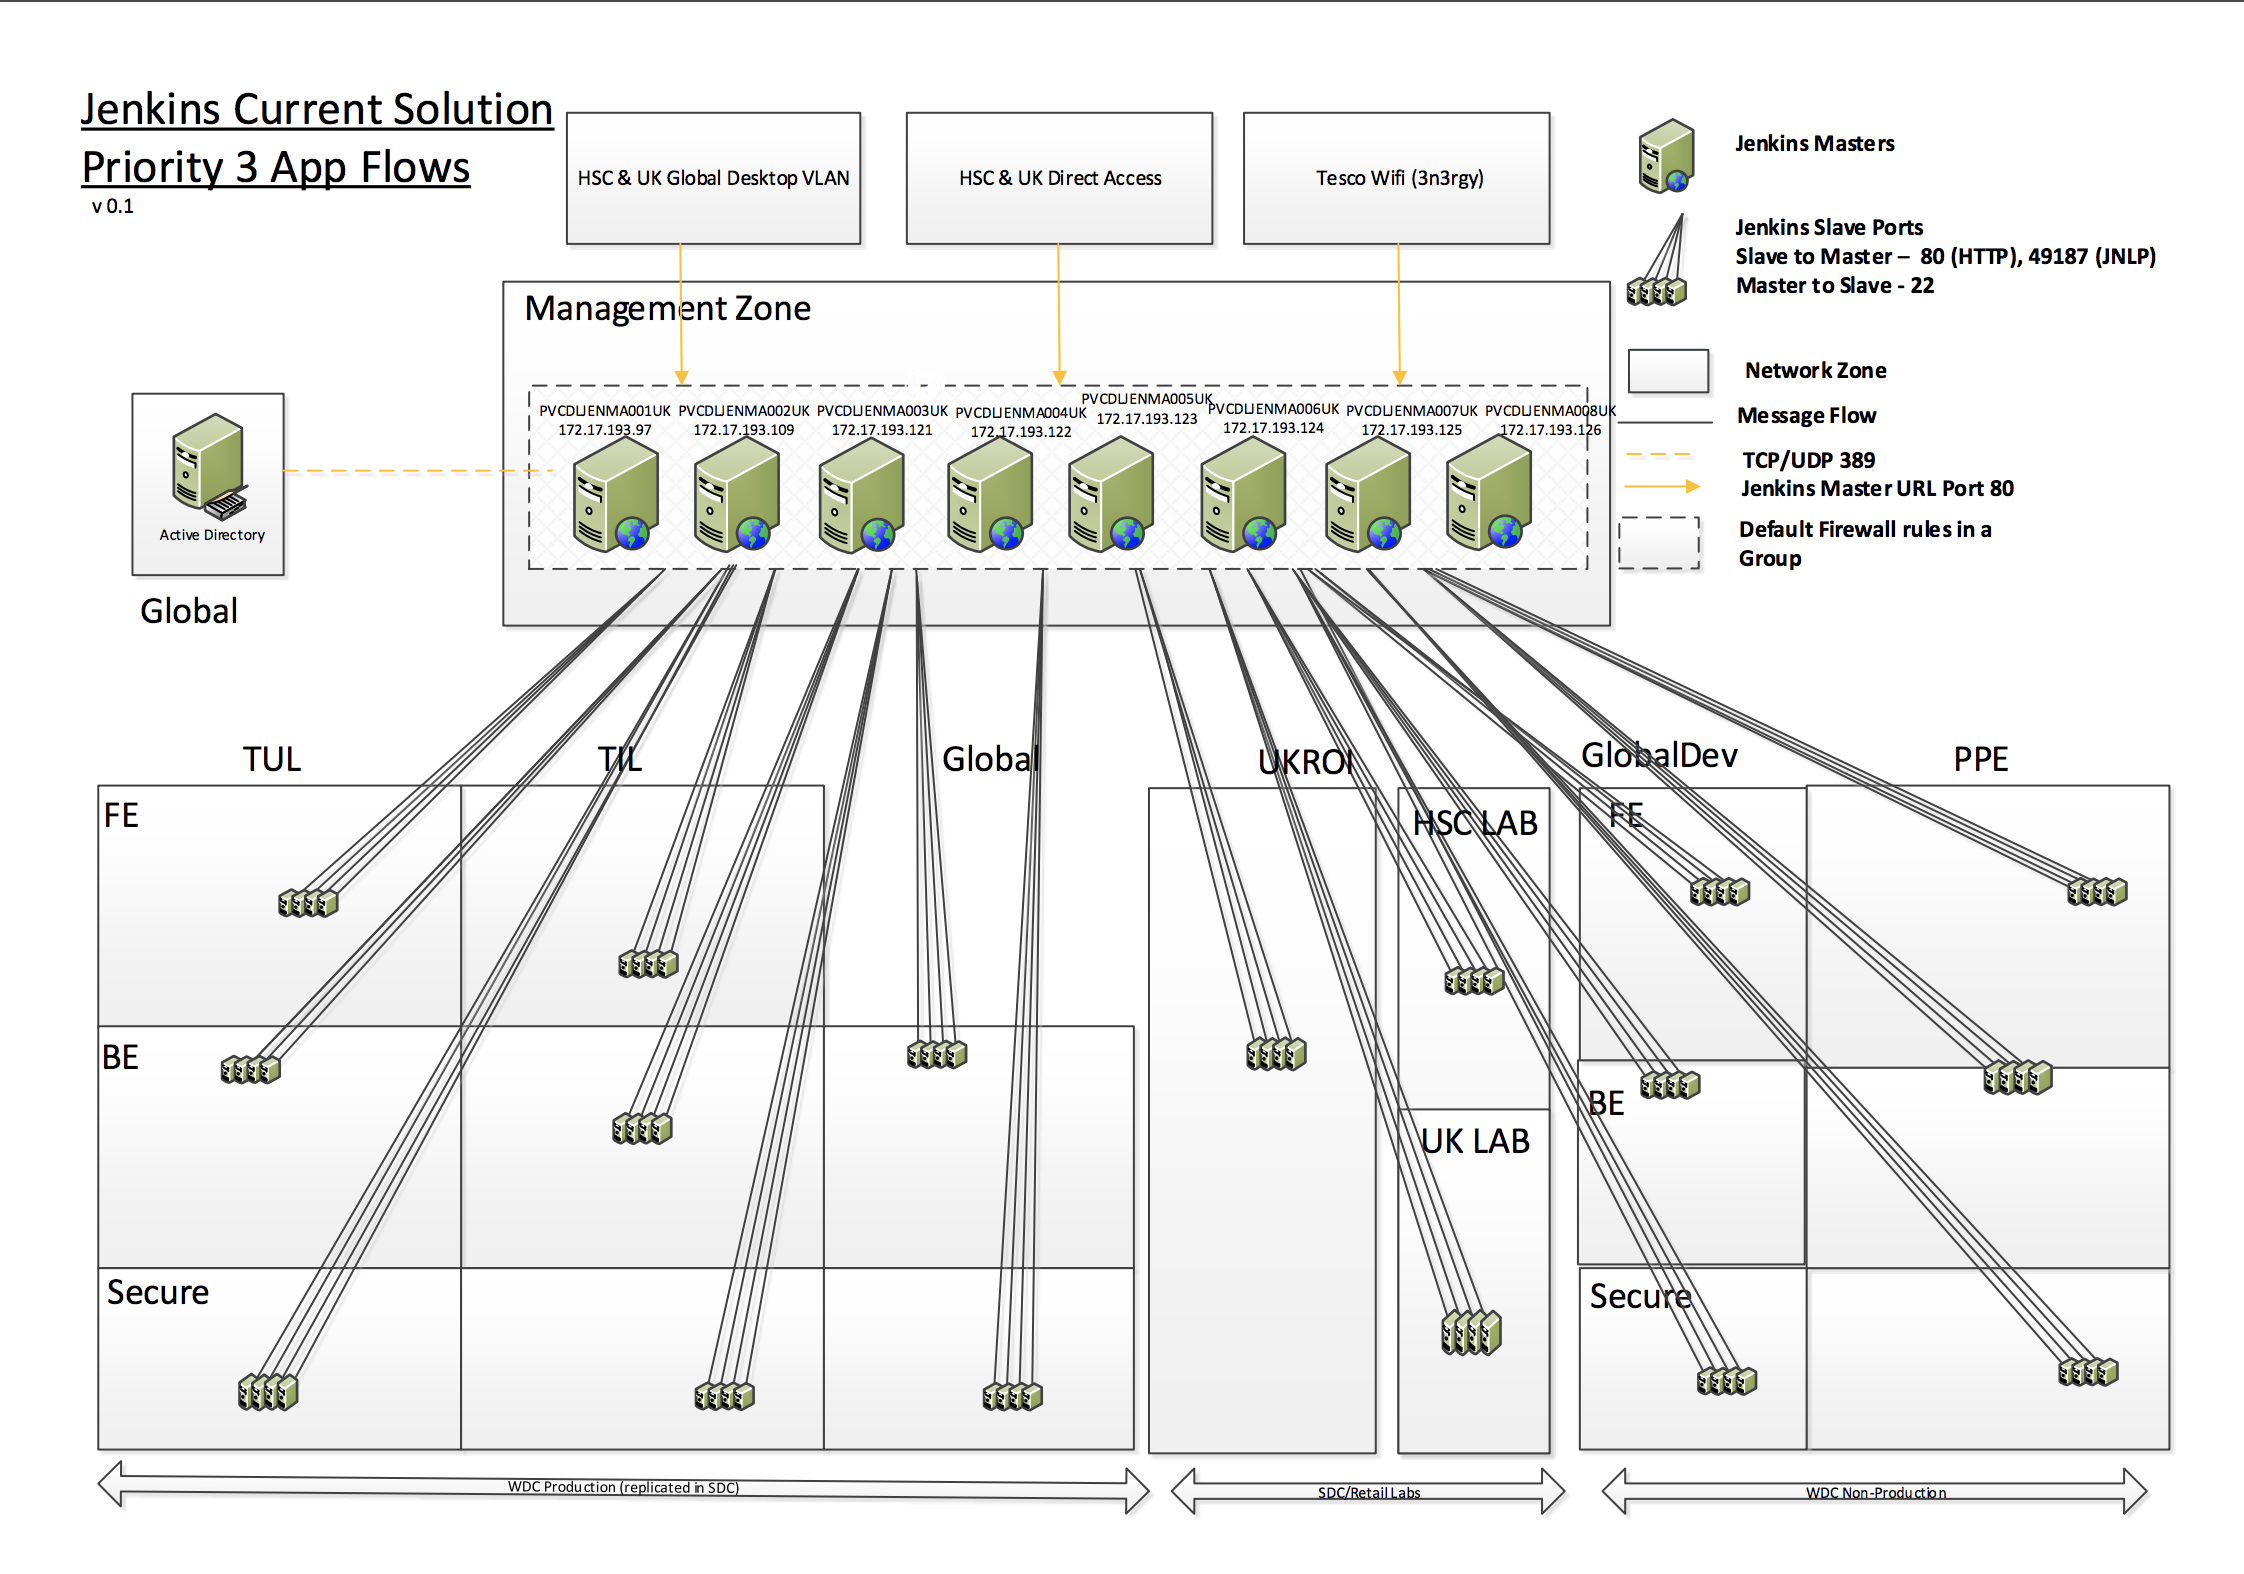 Jenkins Current Solution
Priority 3 App Flows
v 0.1
HSC & UK Global Desktop VLAN
HSC & UK Direct Access
Tesco Wifi (3n3rgy)
Jenkins Masters
Jenkins Slave Ports
Slave to Master – 80 (HTTP), 49187 (JNLP)
Master to Slave - 22
Network Zone
Message Flow
TCP/UDP 389
Jenkins Master URL Port 80
Default Firewall rules in a
Group
Management Zone
PVCDLJENMA001UK
172.17.193.97
PVCDLJENMA002UK
172.17.193.109
PVCDLJENMA003UK
172.17.193.121
PVCDLJENMA004UK
172.17.193.122
PVCDLJENMA005UK
172.17.193.123
PVCDLJENMA006UK
172.17.193.124
PVCDLJENMA007UK
172.17.193.125
PVCDLJENMA008UK
172.17.193.126
Active Directory
Global
TUL
TIL
Global
UKROI
GlobalDev
PPE
FE
HSC LAB
FE
BE
BE
UK LAB
Secure
Secure
WDC Production (replicated in SDC)
SDC/Retail Labs
WDC Non-Production